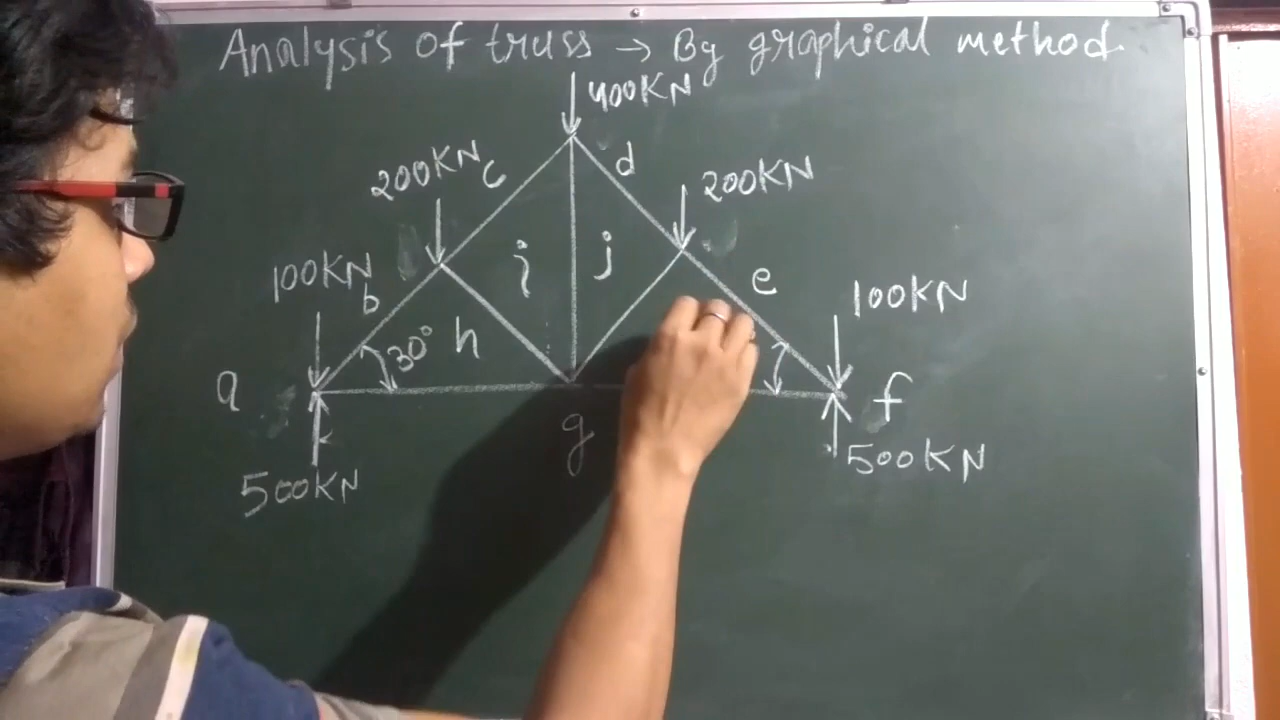 Analysis of truss → By graphical method
400KN
200KN c d 200KN
100KN b i j e 100KN
30° h
a f
g
500KN 500KN